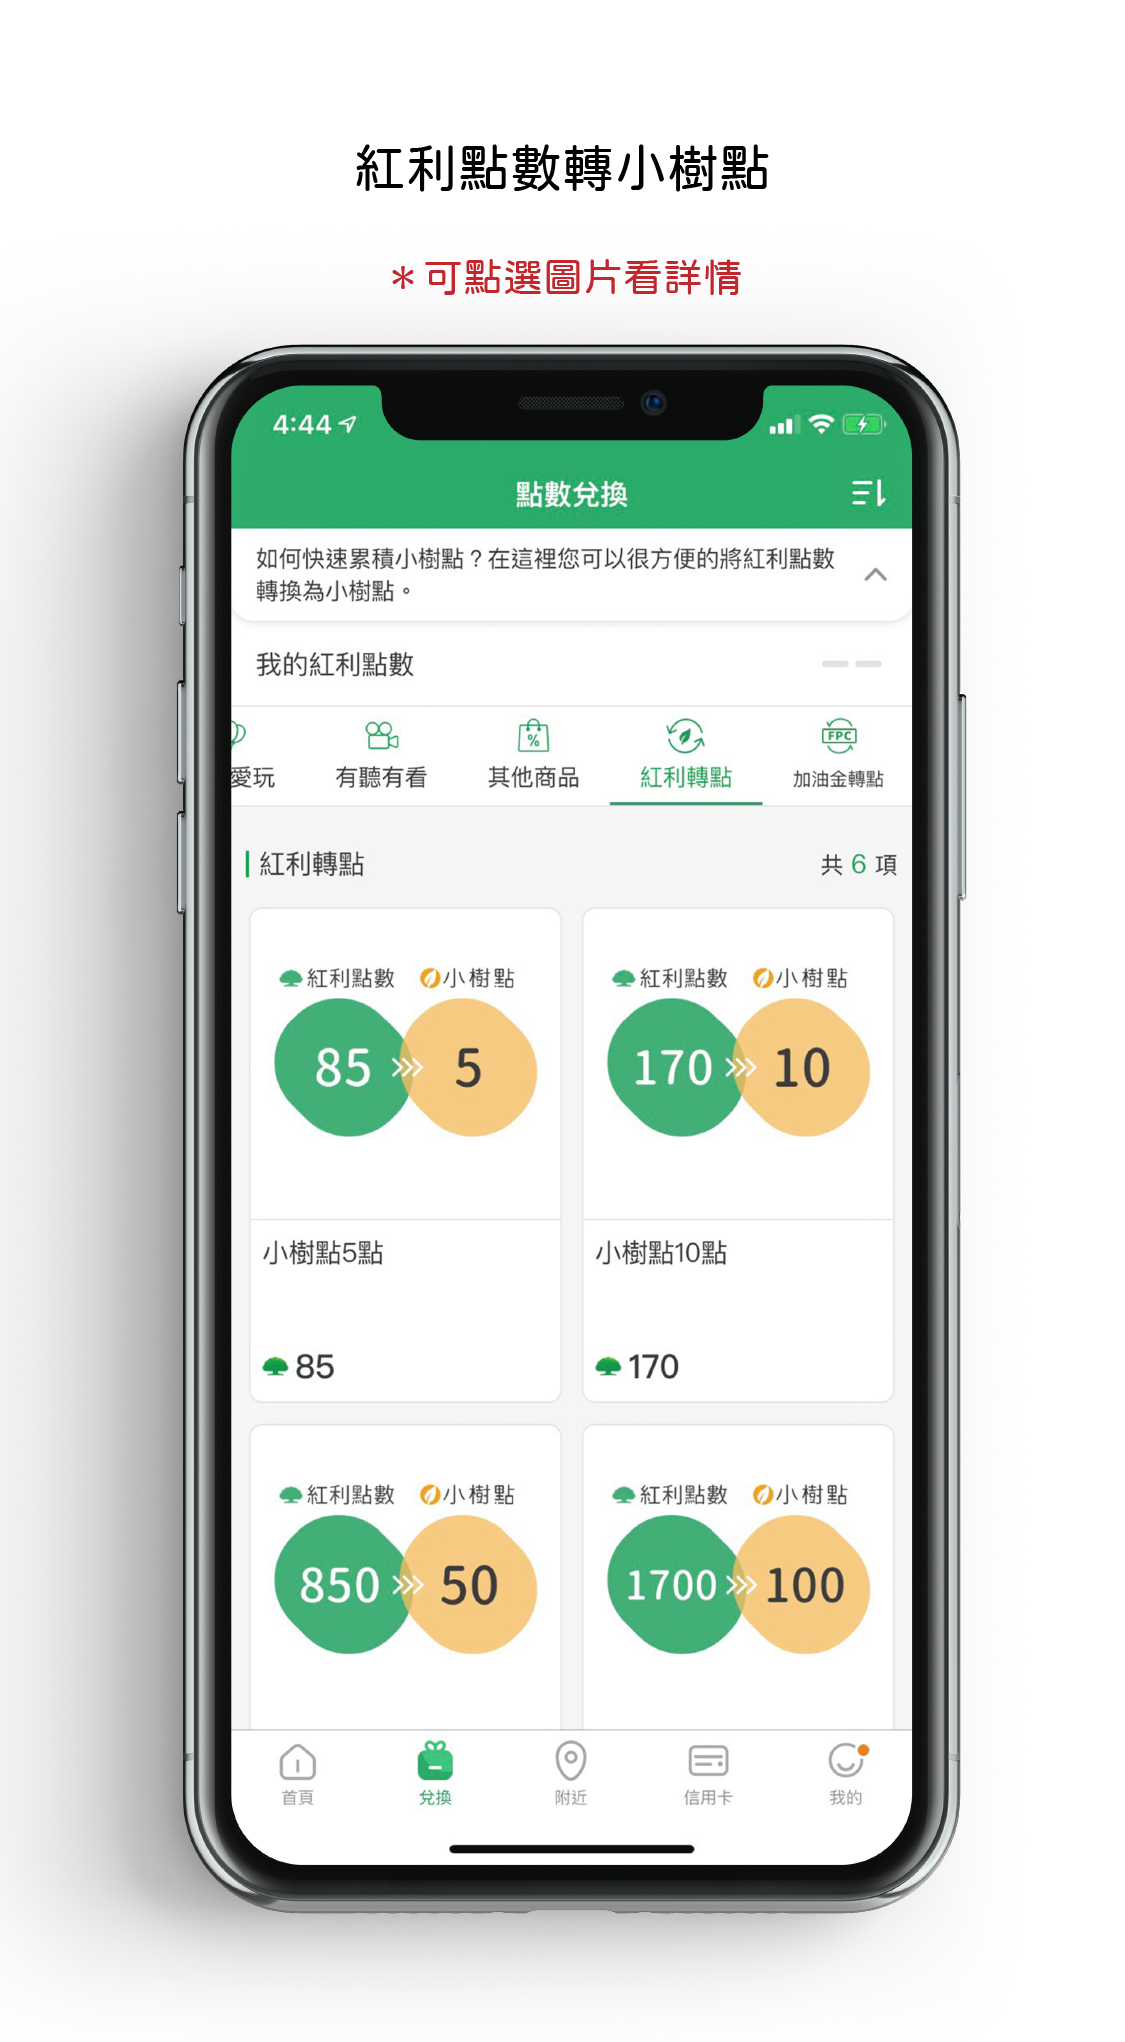 紅利點數轉小樹點
＊可點選圖片看詳情
4:44
點數兌換
如何快速累積小樹點？在這裡您可以很方便的將紅利點數
轉換為小樹點。
我的紅利點數
愛玩 有聽有看 其他商品 紅利轉點 加油金轉點
%
FPC
紅利轉點 共 6 項
紅利點數 小樹點 紅利點數 小樹點
85 5 170 10
小樹點5點 小樹點10點
85 170
紅利點數 小樹點 紅利點數 小樹點
850 50 1700 100
首頁 兌換 附近 信用卡 我的